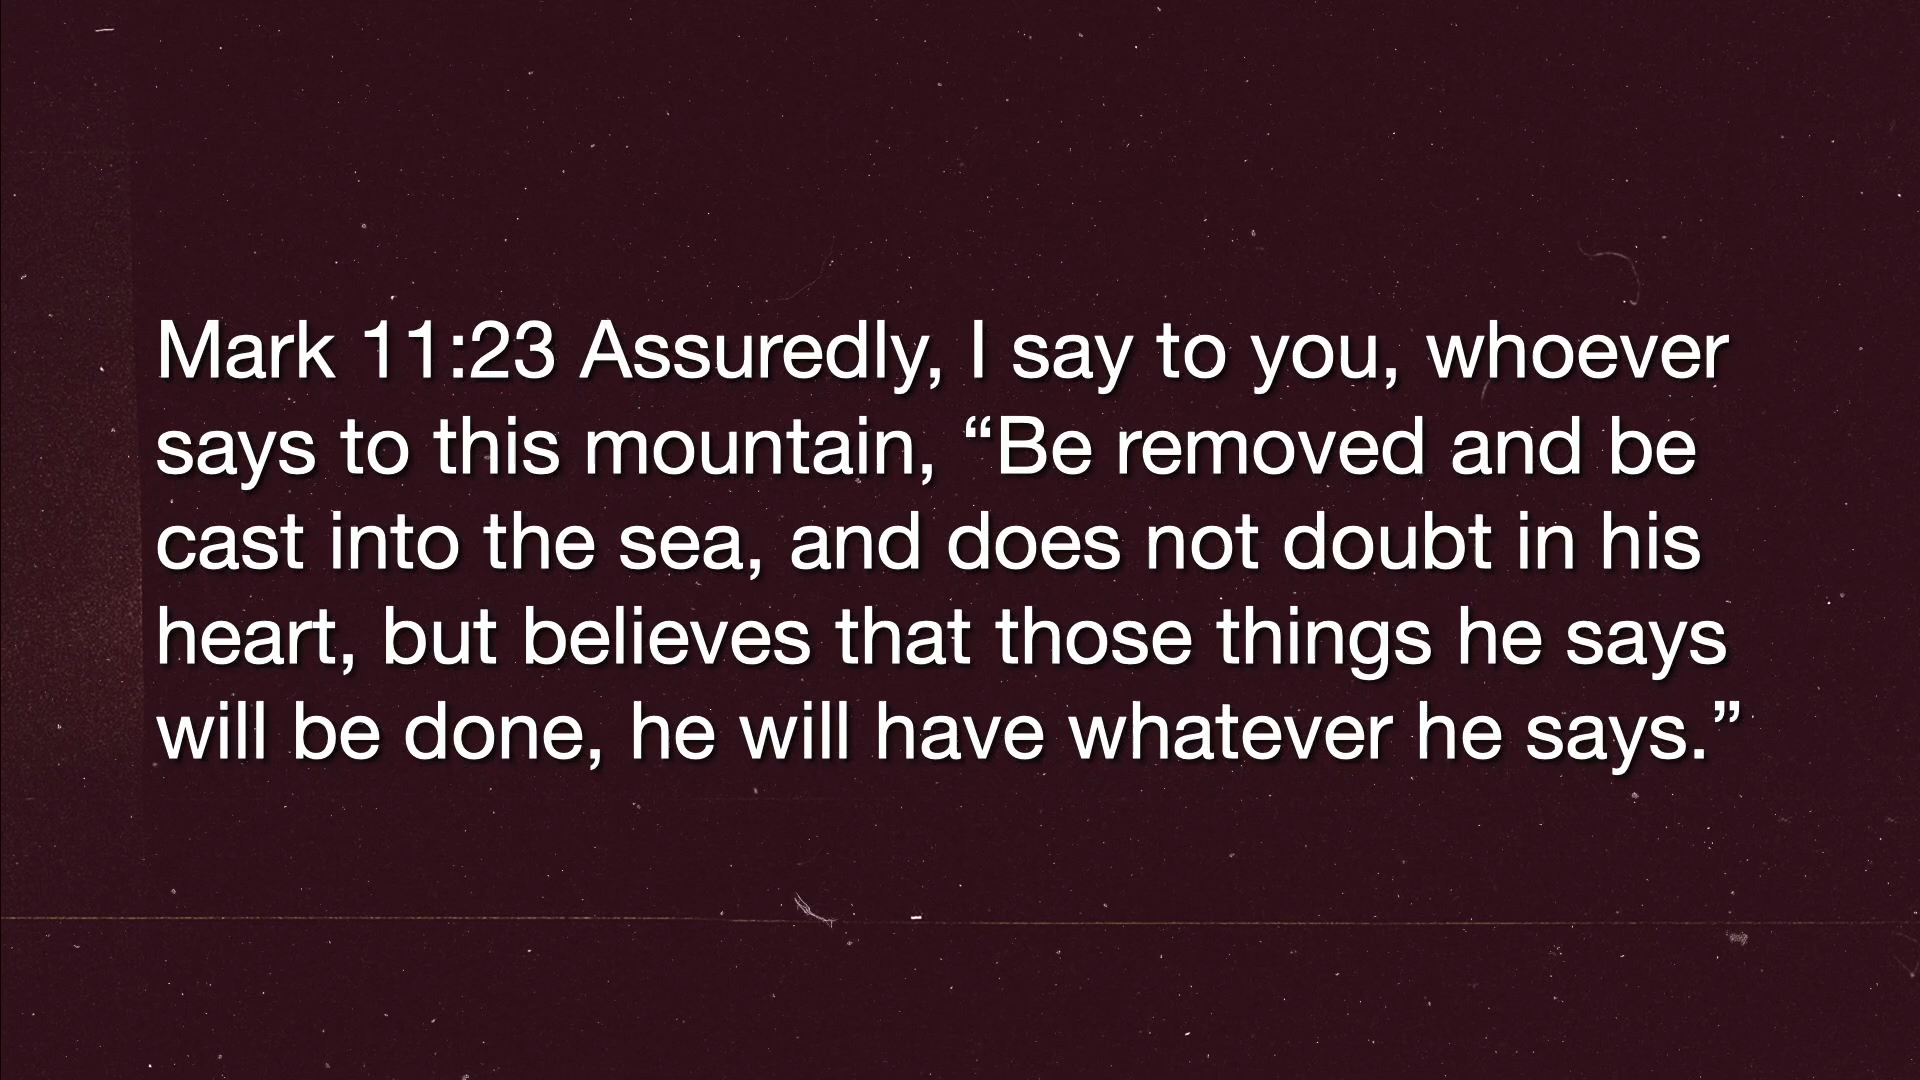 Mark 11:23 Assuredly, I say to you, whoever
says to this mountain, “Be removed and be
cast into the sea, and does not doubt in his
heart, but believes that those things he says
will be done, he will have whatever he says.”